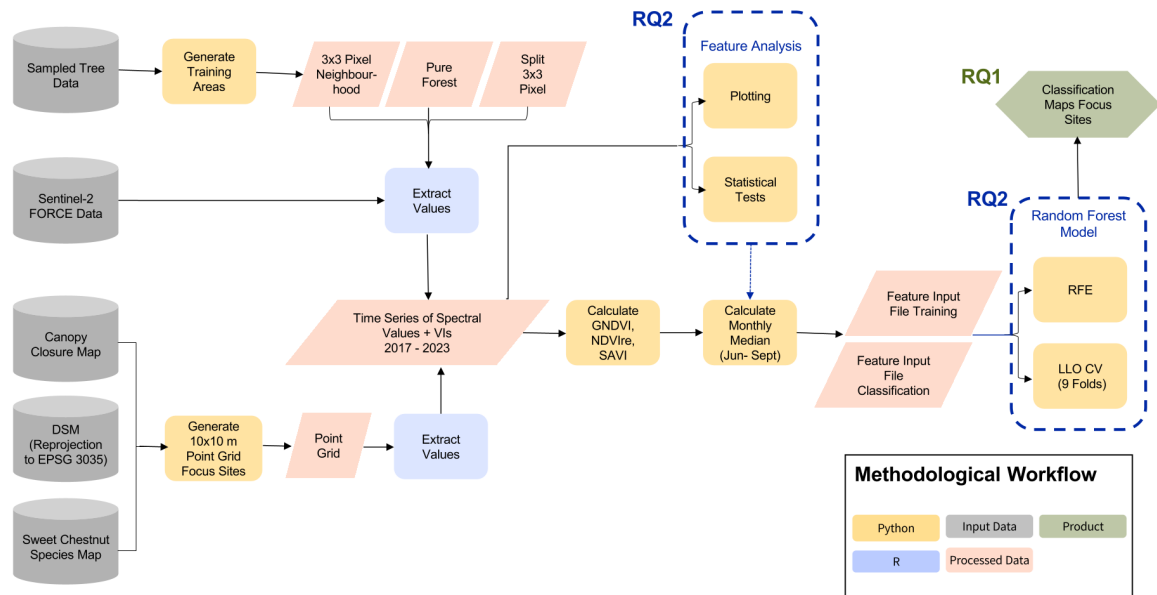 Sampled Tree
Data
Generate
Training
Areas
3x3 Pixel
Neighbour-
hood
Pure
Forest
Split
3x3
Pixel
RQ2
Feature Analysis
Plotting
Statistical
Tests
RQ1
Classification
Maps Focus
Sites
Sentinel-2
FORCE Data
Extract
Values
RQ2
Random Forest
Model
RFE
LLO CV
(9 Folds)
Canopy
Closure Map
Time Series of Spectral
Values + VIs
2017 - 2023
Calculate
GNDVI,
NDVIre,
SAVI
Calculate
Monthly
Median
(Jun- Sept)
Feature Input
File Training
Feature Input
File
Classification
DSM
(Reprojection
to EPSG 3035)
Generate
10x10 m
Point Grid
Focus Sites
Point
Grid
Extract
Values
Sweet Chestnut
Species Map
Methodological Workflow
Python
Input Data
Product
R
Processed Data